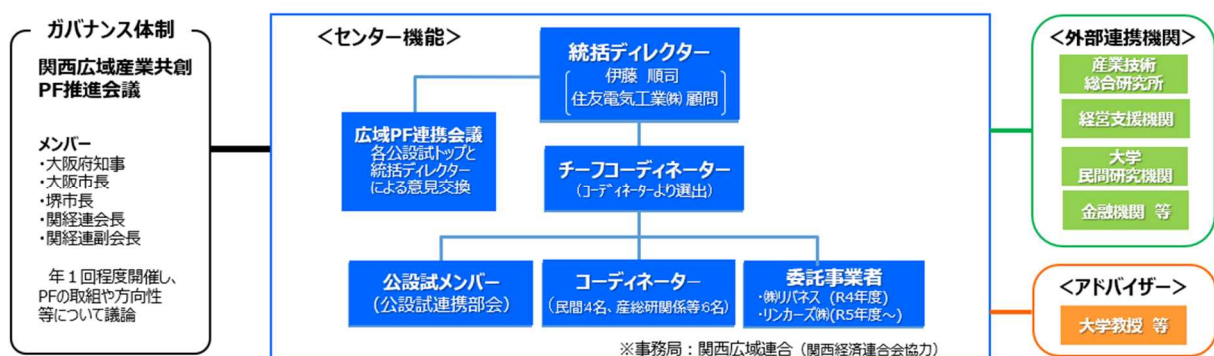 ガバナンス体制
関西広域産業共創
PF推進会議
メンバー
・大阪府知事
・大阪市長
・堺市長
・関経連会長
・関経連副会長
年1回程度開催し、
PFの取組や方向性
等について議論
<センター機能>
統括ディレクター
伊藤 順司
住友電気工業㈱ 顧問
広域PF連携会議
各公設試トップと
統括ディレクター
による意見交換
チーフコーディネーター
(コーディネーターより選出)
公設試メンバー
(公設試連携部会)
コーディネーター
(民間4名、産総研関係等6名)
委託事業者
・㈱リバネス (R4年度)
・リンカーズ㈱(R5年度~)
※事務局:関西広域連合(関西経済連合会協力)
<外部連携機関>
産業技術
総合研究所
経営支援機関
大学
民間研究機関
金融機関 等
<アドバイザー>
大学教授 等